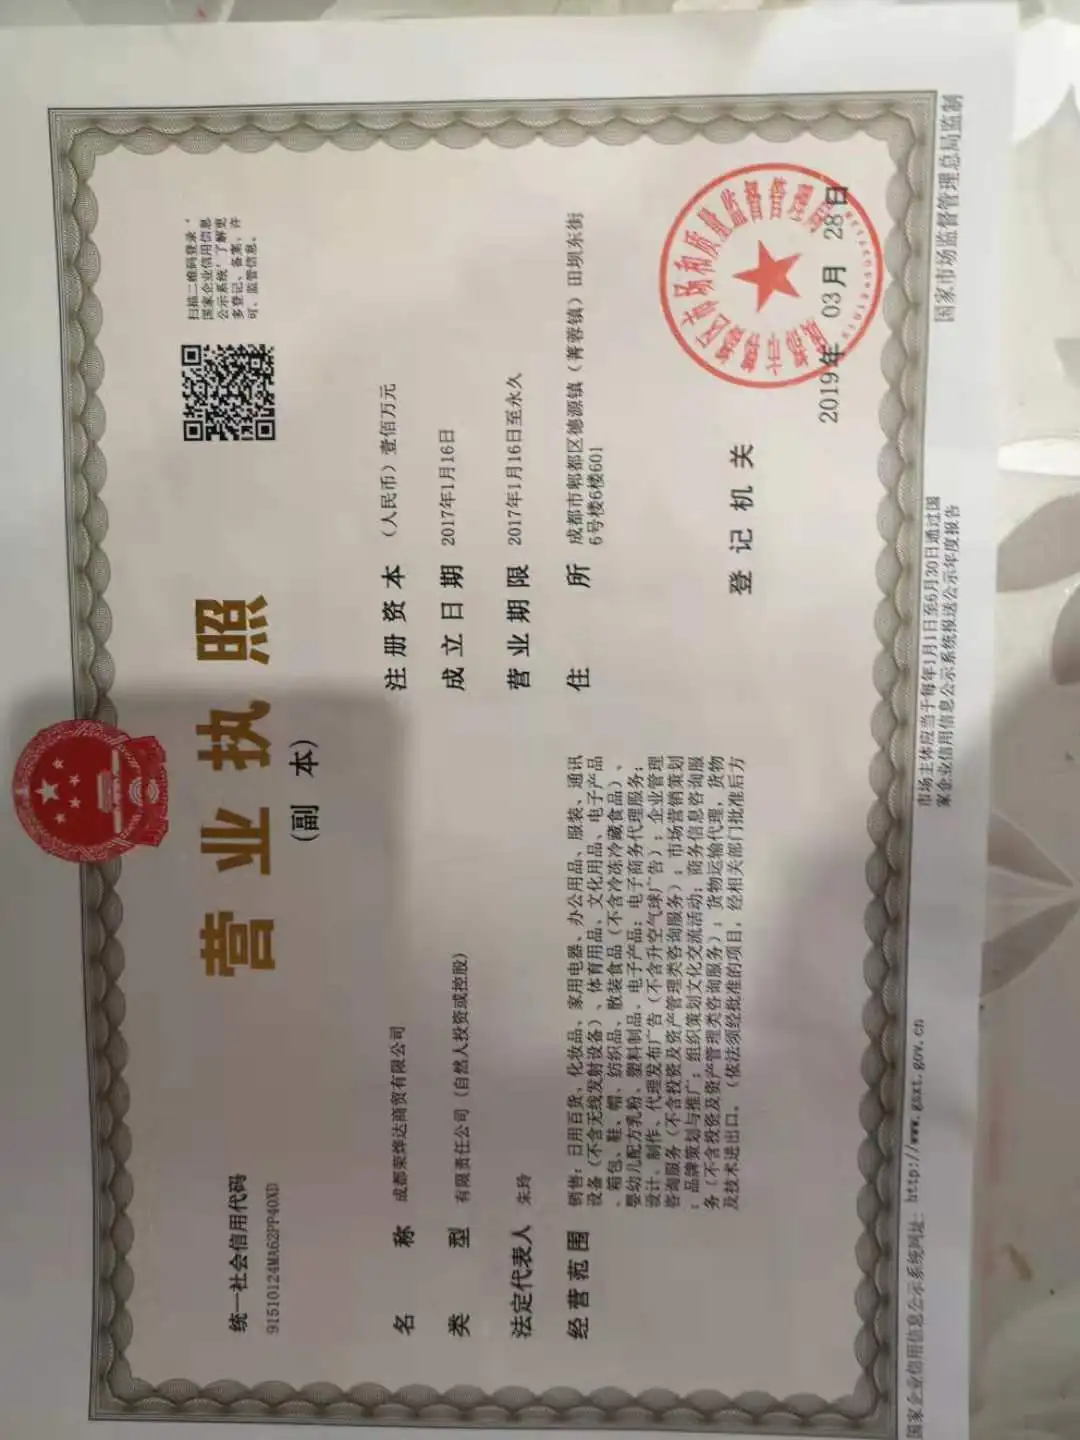 营业执照
(副 本)
统一社会信用代码
91510124MA62PP40XD
扫描二维码登录‘
国家企业信用信息
公示系统’了解更
多登记、备案、许
可、监管信息。
名 称 成都荣烨达商贸有限公司
类 型 有限责任公司（自然人投资或控股）
法定代表人 朱玲
经营范围 销售：日用百货、化妆品、家用电器、办公用品、服装、通讯
设备（不含无线发射设备）、体育用品、文化用品、电子产品
、箱包、鞋、帽、纺织品、散装食品（不含冷冻冷藏食品）、
婴幼儿配方乳粉、塑料制品、电子产品；电子商务代理服务；
设计、制作、代理发布广告（不含升空气球广告）；企业管理
咨询服务（不含投资及资产管理类咨询服务）；市场营销策划
；品牌策划与推广；组织策划文化交流活动；商务信息咨询服
务（不含投资及资产管理类咨询服务）；货物运输代理，货物
及技术进出口。（依法须经批准的项目，经相关部门批准后方
注册资本 （人民币）壹佰万元
成立日期 2017年1月16日
营业期限 2017年1月16日至永久
住 所 成都市郫都区德源镇（菁蓉镇）田坝东街
6号楼6楼601
登记机关
2019年 03月 28日
国家企业信用信息公示系统网址：http://www.gsxt.gov.cn
市场主体应当于每年1月1日至6月30日通过国
家企业信用信息公示系统报送公示年度报告
国家市场监督管理总局监制